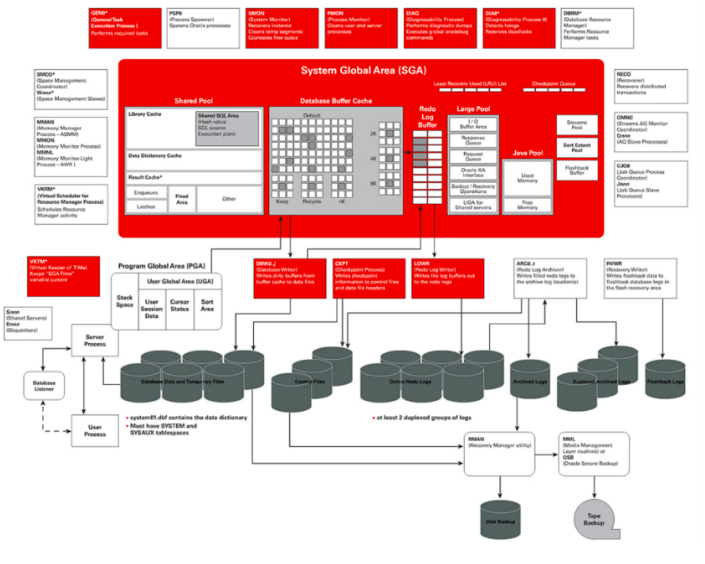 GEN0*
(General Task
Execution Process )
Performs required tasks
PSP0
(Process Spawner)
Spawns Oracle processes
SMON
(System Monitor)
Recovers instance
Cleans temp segments
Coalesces free space
PMON
(Process Monitor)
Cleans user and server
processes
DIAG
(Diagnosability Process)
Performs diagnostic dumps
Executes global oradebug
commands
DIA0*
(Diagnosability Process 0)
Detects hangs
Resolves deadlocks
DBRM*
(Database Resource
Manager)
Performs Resource
Manager tasks
SMCO*
(Space Management
Coordinator)
Wnnn*
(Space Management Slaves)
MMAN
(Memory Manager
Process – ASMM)
MMON
(Memory Monitor Process)
MMNL
(Memory Monitor Light
Process – AWR )
VKRM*
(Virtual Scheduler for
Resource Manager Process)
Schedules Resource
Manager activity
VKTM*
(Virtual Keeper of TiMe)
Keeps "SGA Time"
variable current
System Global Area (SGA)
Least Recently Used (LRU) List
Checkpoint Queue
Shared Pool
Library Cache
Shared SQL Area
(Hash value
SQL source
Execution plan)
Data Dictionary Cache
Result Cache*
Enqueues
Latches
Fixed
Area
Other
Database Buffer Cache
Default
2K
4K
8K
Keep
Recycle
nK
Redo
Log
Buffer
Large Pool
I / O
Buffer Area
Response
Queue
Request
Queue
Oracle XA
Interface
Backup / Recovery
Operations
UGA for
Shared servers
Java Pool
Used
Memory
Free
Memory
Streams
Pool
Sort Extent
Pool
Flashback
Buffer
RECO
(Recoverer)
Recovers distributed
transactions
QMNC
(Streams AQ Monitor
Coordinator)
Qnnn
(AQ Slave Processes)
CJQ0
(Job Queue Process
Coordinator)
Jnnn
(Job Queue Slave
Processes)
Program Global Area (PGA)
User Global Area (UGA)
Stack
Space
User
Session
Data
Cursor
Status
Sort
Area
DBW(0..j)
(Database Writer)
Writes dirty buffers from
buffer cache to data files
CKPT
(Checkpoint Process)
Writes checkpoint
information to control files
and data file headers
LGWR
(Redo Log Writer)
Writes the log buffers out
to the redo logs
ARC(0..t)
(Redo Log Archiver)
Writes filled redo logs to
the archive log location(s)
RVWR
(Recovery Writer)
Writes flashback data to
flashback database logs in
the flash recovery area
Snnn
(Shared Servers)
Dnnn
(Dispatchers)
Server
Process
Database
Listener
User
Process
Database Data and Temporary Files
Control Files
Online Redo Logs
Archived Logs
Duplexed Archived Logs
Flashback Logs
• system01.dbf contains the data dictionary
• Must have SYSTEM and
SYSAUX tablespaces
• at least 2 duplexed groups of logs
RMAN
(Recovery Manager utility)
MML
(Media Management
Layer routines) or
OSB
(Oracle Secure Backup)
Disk Backup
Tape
Backup